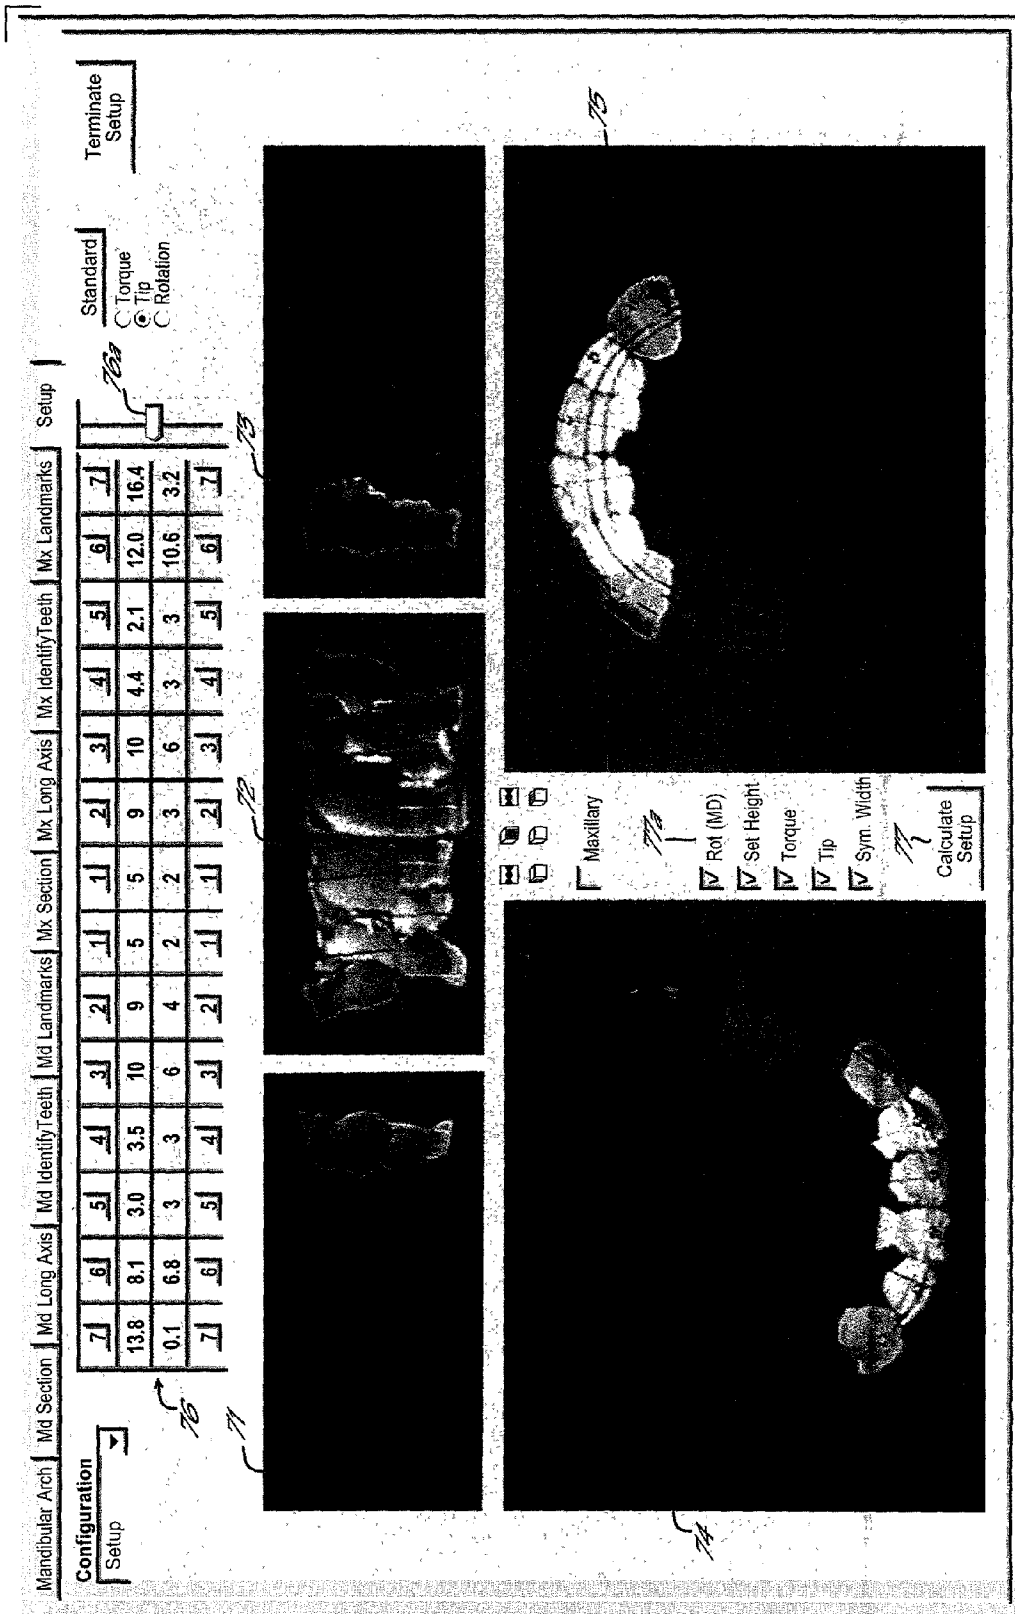 Mandibular Arch Md Section Md Long Axis Md IdentifyTeeth Md Landmarks Mx Section Mx Long Axis Mx IdentifyTeeth Mx Landmarks Setup
Configuration
Setup
7 6 5 4 3 2 1 1 2 3 4 5 6 7
13.8 8.1 3.0 3.5 10 9 5 5 9 10 4.4 2.1 12.0 16.4
0.1 6.8 3 3 6 4 2 2 3 6 3 3 10.6 3.2
7 6 5 4 3 2 1 1 2 3 4 5 6 7
76
76a
Standard
Torque
Tip
Rotation
Terminate
Setup
71
72
73
74
Maxillary
77a
Rot (MD)
Set Height
Torque
Tip
Sym. Width
77
Calculate
Setup
75